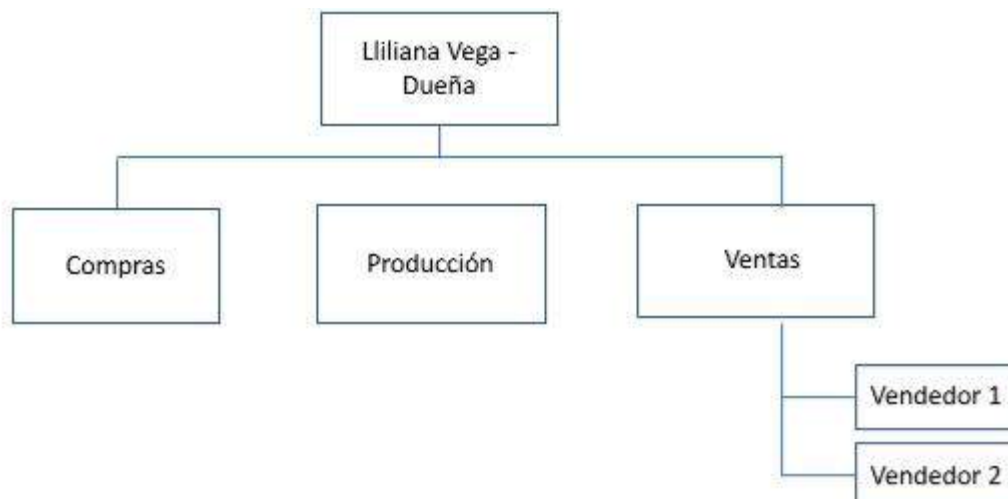 Lliliana Vega -
Dueña
Compras
Producción
Ventas
Vendedor 1
Vendedor 2